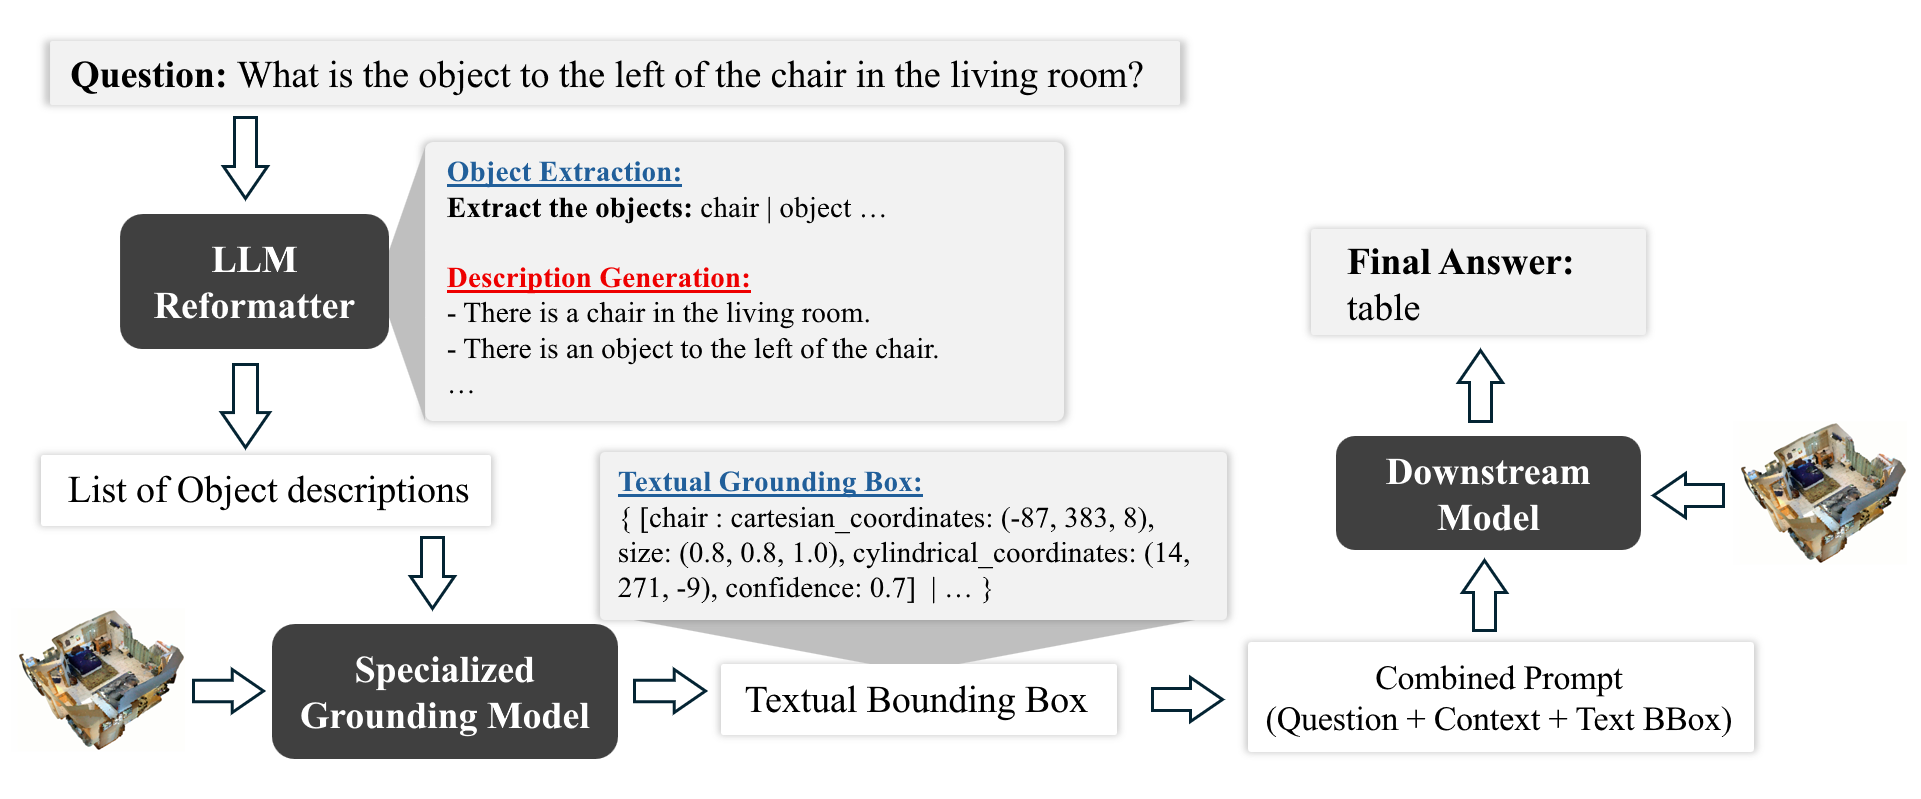 Question: What is the object to the left of the chair in the living room?
LLM
Reformatter
Object Extraction:
Extract the objects: chair | object …
Description Generation:
- There is a chair in the living room.
- There is an object to the left of the chair.
…
List of Object descriptions
Specialized
Grounding Model
Textual Grounding Box:
{ [chair : cartesian_coordinates: (-87, 383, 8),
size: (0.8, 0.8, 1.0), cylindrical_coordinates: (14,
271, -9), confidence: 0.7] | … }
Textual Bounding Box
Combined Prompt
(Question + Context + Text BBox)
Downstream
Model
Final Answer:
table